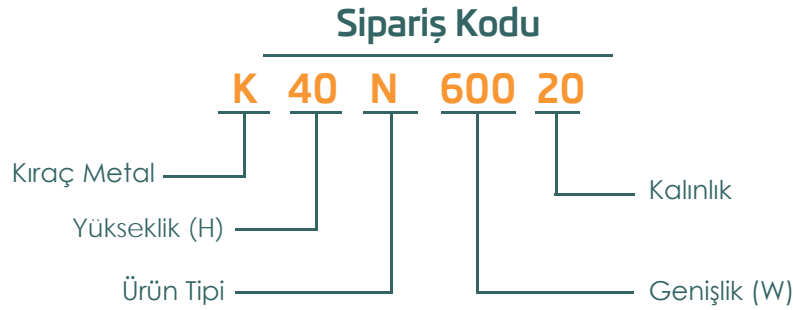 Sipariş Kodu
K 40 N 600 20
Kıraç Metal
Kalınlık
Yükseklik (H)
Ürün Tipi
Genişlik (W)